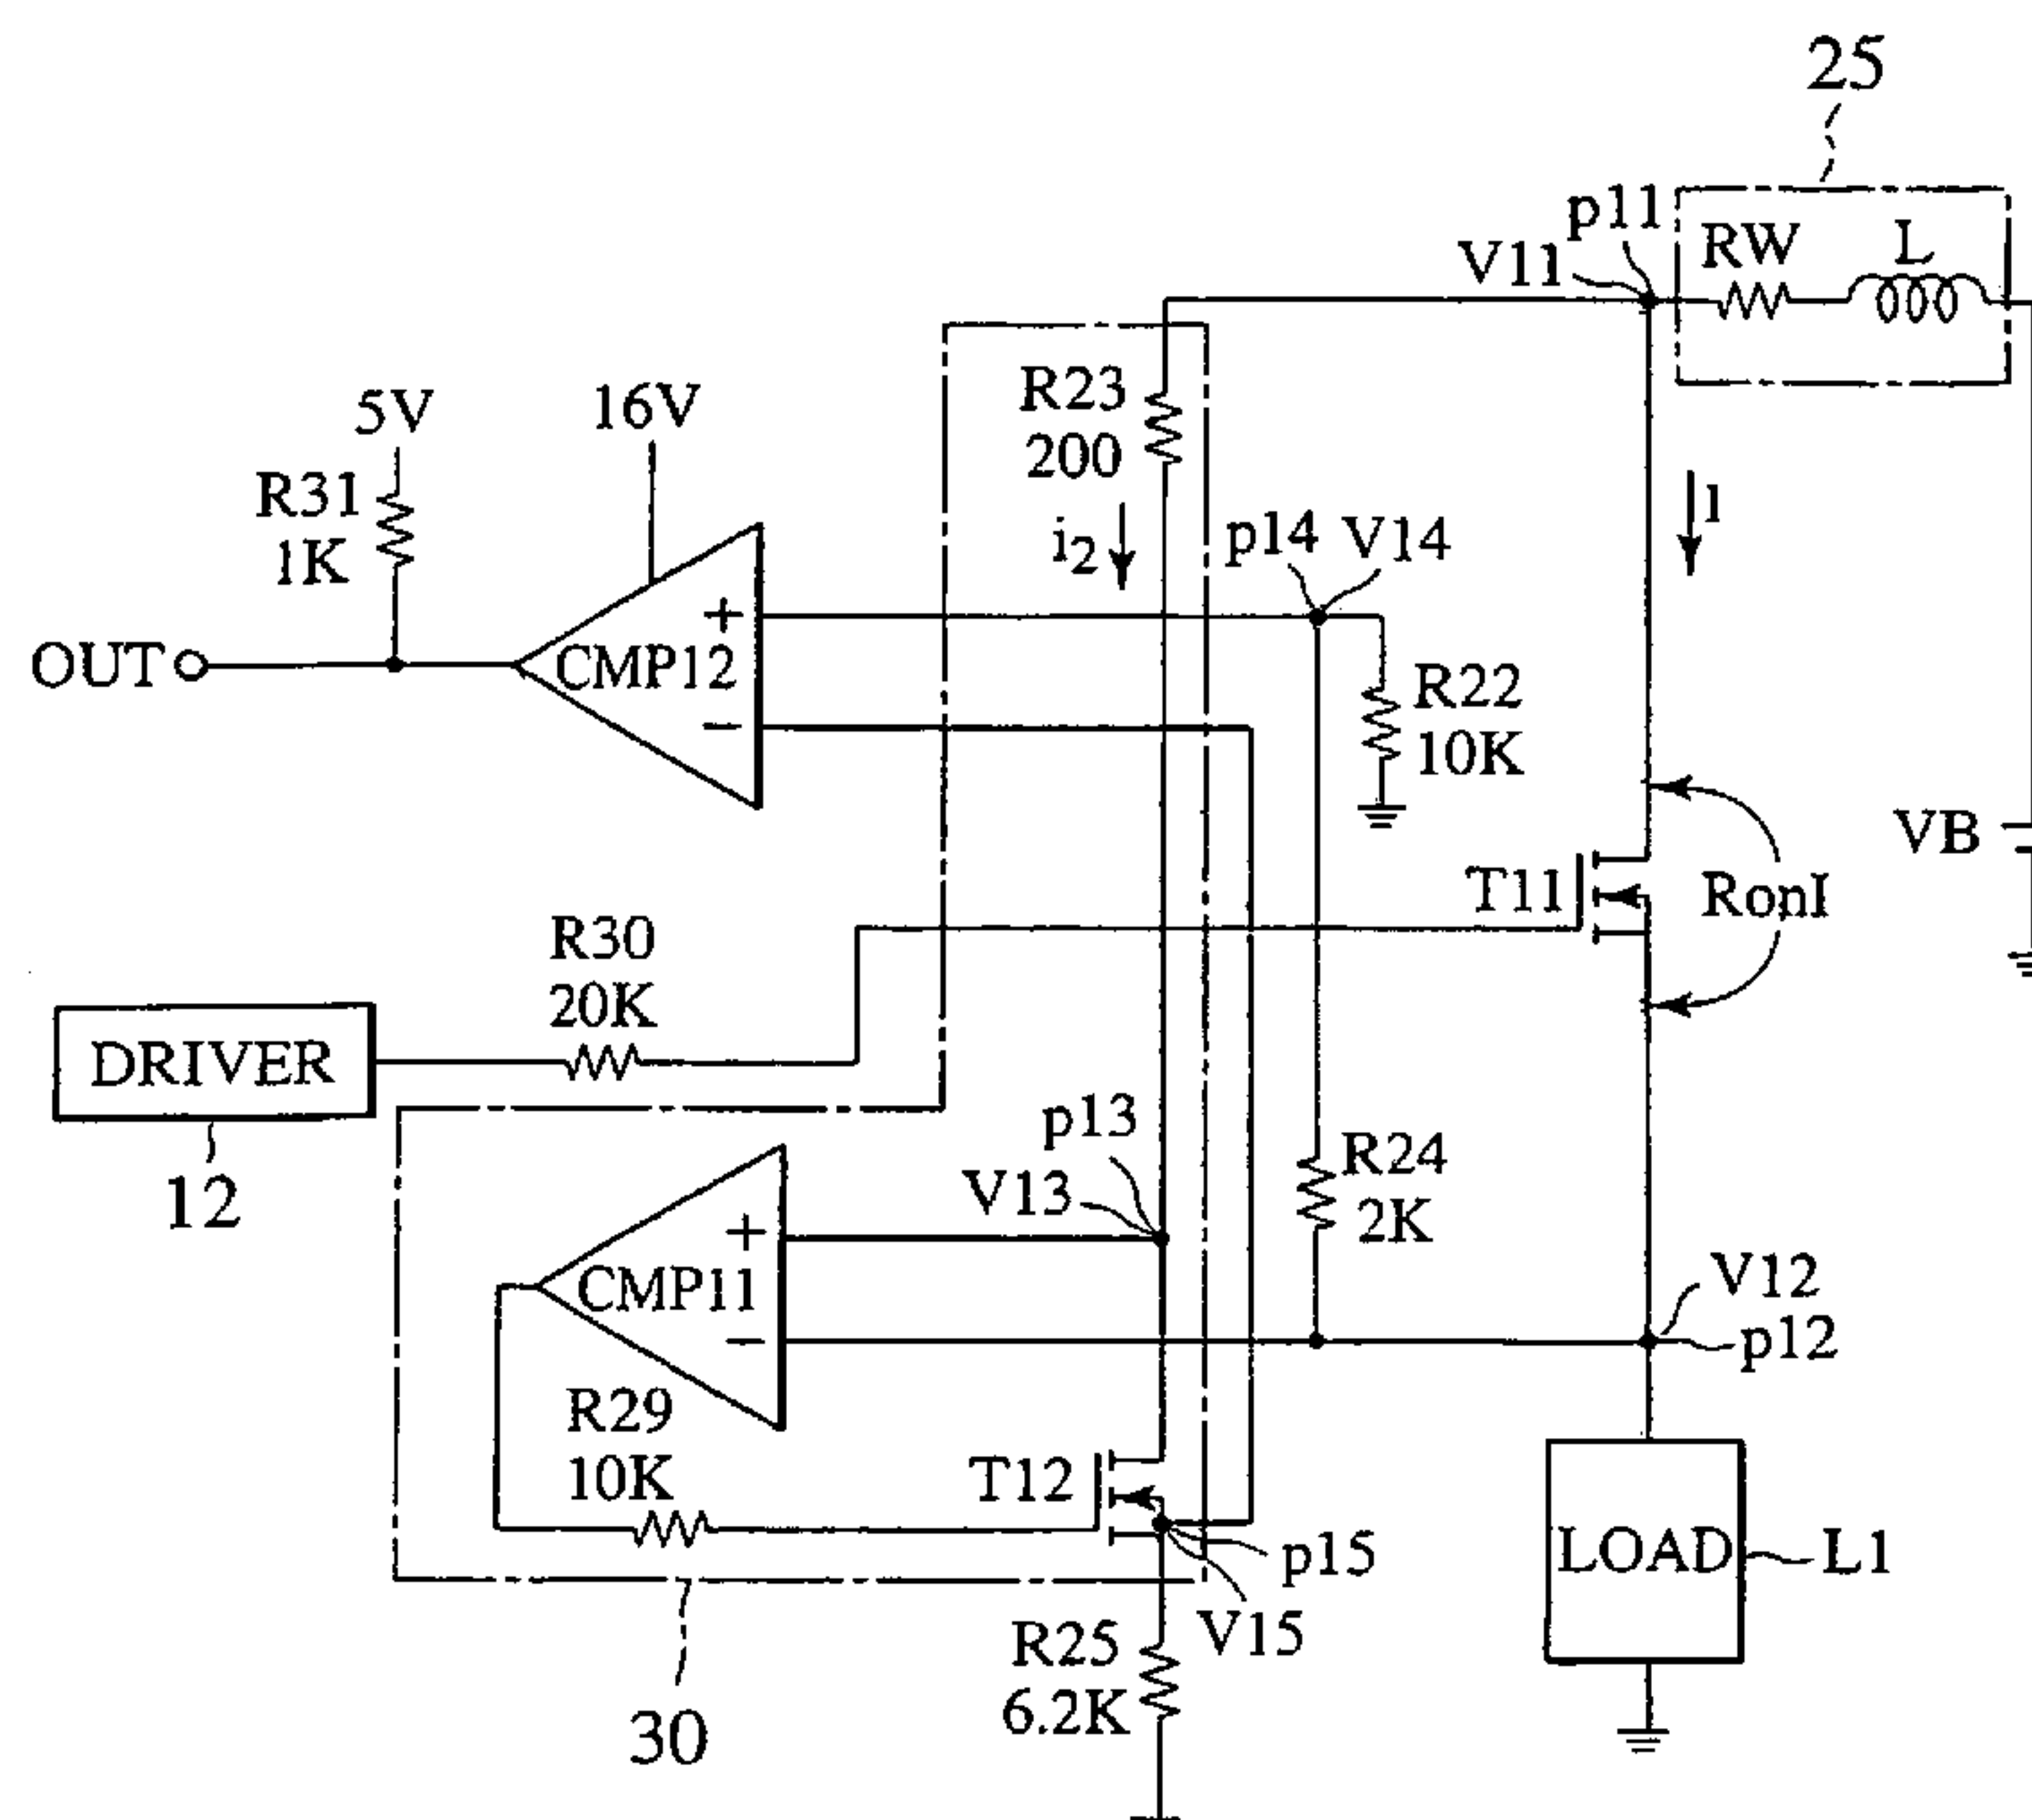 25
p11
V11
RW
L
5V
16V
R23
200
R31
1K
i2
p14
V14
I
OUT
+
CMP12
−
R22
10K
VB
T11
RonI
R30
20K
DRIVER
12
p13
V13
R24
2K
+
CMP11
−
V12
p12
R29
10K
T12
LOAD
L1
p15
V15
R25
6.2K
30